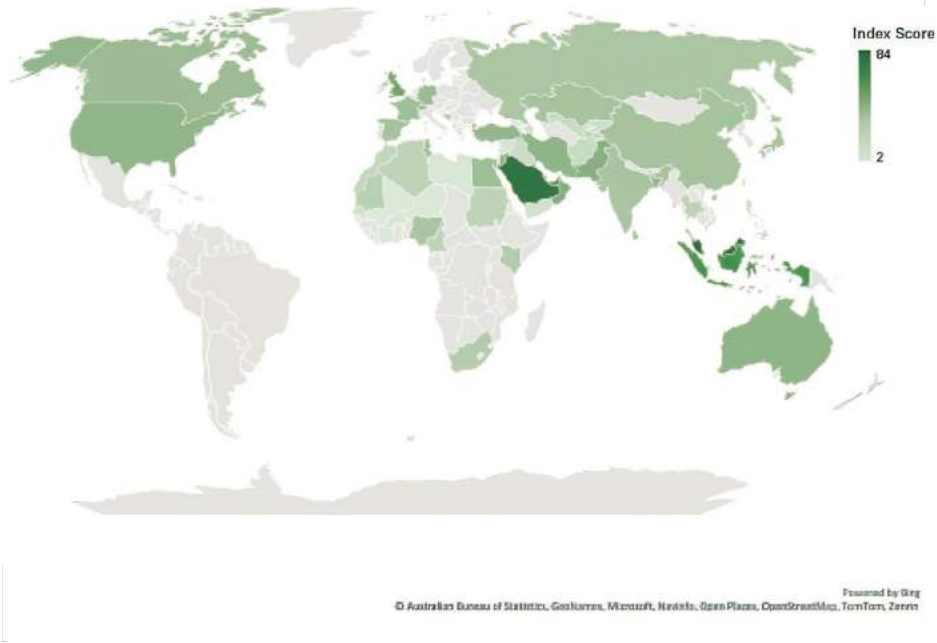 Index Score
84
2
Powered by Bing
© Australian Bureau of Statistics, GeoNames, Microsoft, Navinfo, Open Places, OpenStreetMap, TomTom, Zenrin